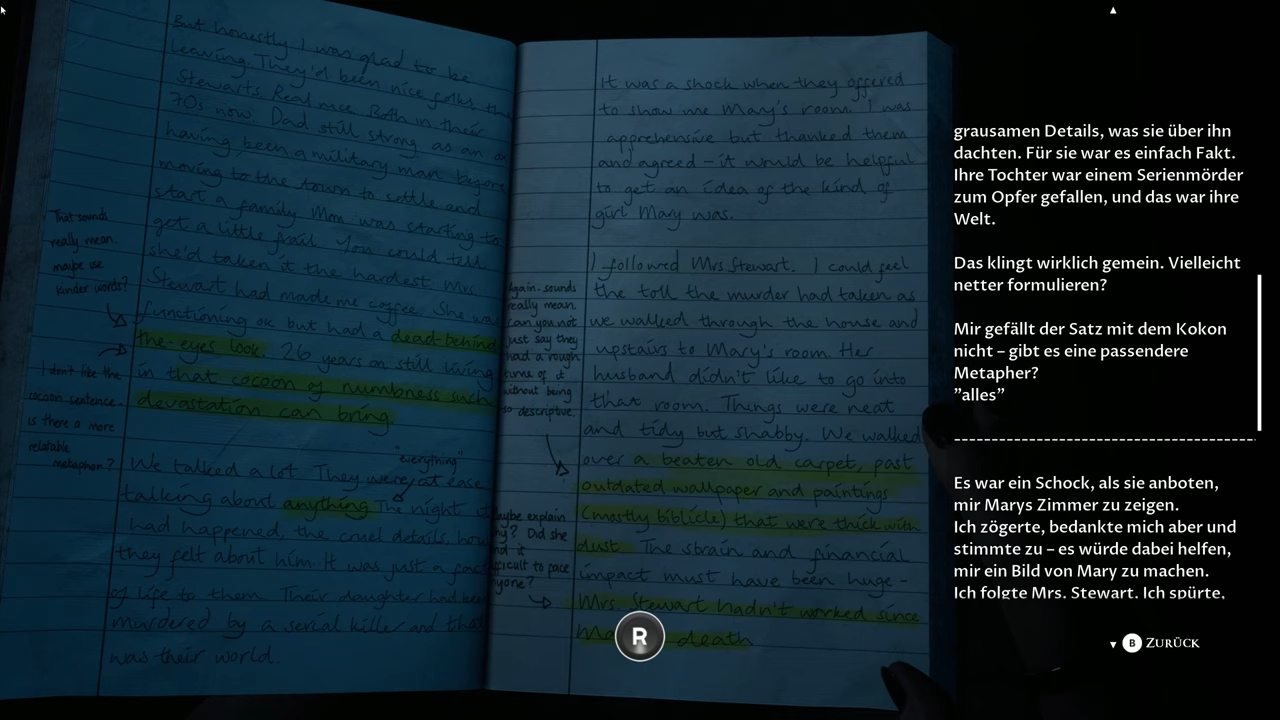 But honestly I was glad to be
leaving. They'd been nice folks the
Stewarts. Real nice. Both in their
70s now. Dad still strong as an ox
having been a military man before
moving to the town to settle and
start a family. Mom was starting to
get a little frail. You could tell
she'd taken it the hardest. Mrs.
Stewart had made me coffee. She was
functioning ok but had a dead-behind
the-eyes look. 26 years on still living
in that cocoon of numbness such
devastation can bring.
We talked a lot. They were at ease
talking about anything. The night it
had happened, the cruel details, how
they felt about him. It was just a fac
of life to them. Their daughter had been
murdered by a serial killer and that
was their world.
That sounds
really mean.
maybe use
kinder words?
I don't like the
cocoon sentence -
is there a more
relatable
metaphor?
"everything"
It was a shock when they offered
to show me Mary's room. I was
apprehensive but thanked them
and agreed - it would be helpful
to get an idea of the kind of
girl Mary was.
I followed Mrs Stewart. I could feel
the toll the murder had taken as
we walked through the house and
upstairs to Mary's room. Her
husband didn't like to go into
that room. Things were neat
and tidy but shabby. We walked
over a beaten old carpet, past
outdated wallpaper and paintings
(mostly biblicle) that were thick with
dust. The strain and financial
impact must have been huge -
Mrs. Stewart hadn't worked since
death
Again - sounds
really mean.
can you not
just say they
had a rough
time of it
without being
so descriptive.
maybe explain
why? Did she
find it
difficult to face
anyone?
R
grausamen Details, was sie über ihn
dachten. Für sie war es einfach Fakt.
Ihre Tochter war einem Serienmörder
zum Opfer gefallen, und das war ihre
Welt.
Das klingt wirklich gemein. Vielleicht
netter formulieren?
Mir gefällt der Satz mit dem Kokon
nicht – gibt es eine passendere
Metapher?
"alles"
Es war ein Schock, als sie anboten,
mir Marys Zimmer zu zeigen.
Ich zögerte, bedankte mich aber und
stimmte zu – es würde dabei helfen,
mir ein Bild von Mary zu machen.
Ich folgte Mrs. Stewart. Ich spürte,
B ZURÜCK